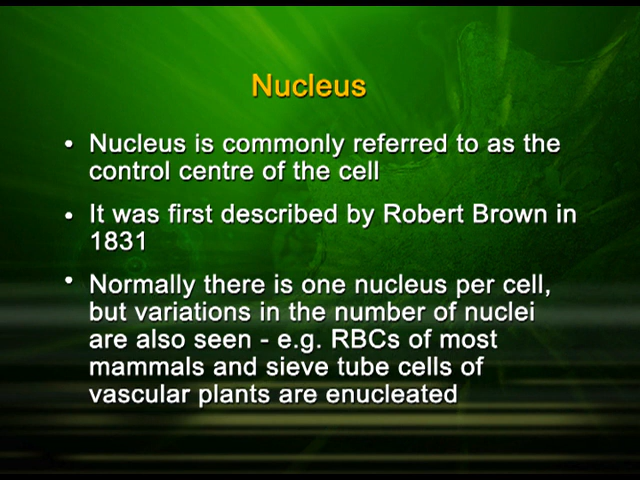 Nucleus
• Nucleus is commonly referred to as the
control centre of the cell
• It was first described by Robert Brown in
1831
• Normally there is one nucleus per cell,
but variations in the number of nuclei
are also seen - e.g. RBCs of most
mammals and sieve tube cells of
vascular plants are enucleated